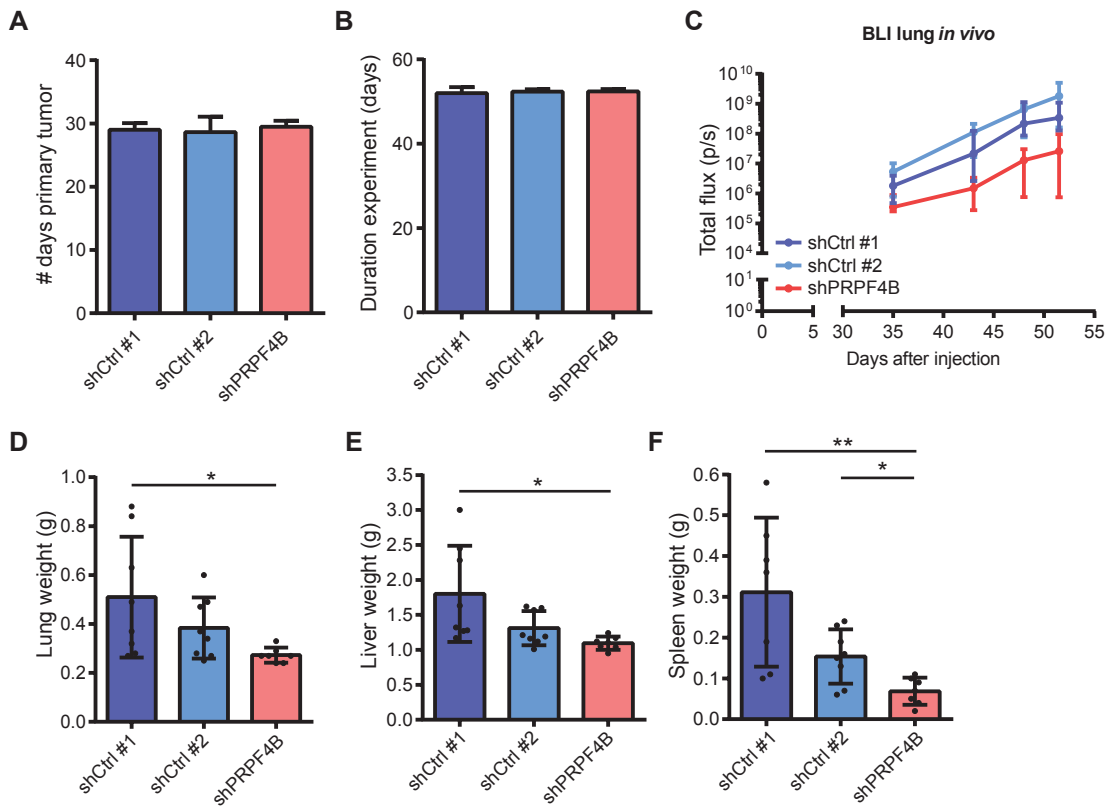 A
# days primary tumor
40
30
20
10
0
shCtrl #1
shCtrl #2
shPRPF4B
B
Duration experiment (days)
60
40
20
0
shCtrl #1
shCtrl #2
shPRPF4B
C
BLI lung in vivo
Total flux (p/s)
10^10
10^9
10^8
10^7
10^6
10^5
10^4
10^1
10^0
shCtrl #1
shCtrl #2
shPRPF4B
0 5 30 35 40 45 50 55
Days after injection
D
Lung weight (g)
1.0
0.8
0.6
0.4
0.2
0.0
*
shCtrl #1
shCtrl #2
shPRPF4B
E
Liver weight (g)
3.5
3.0
2.5
2.0
1.5
1.0
0.5
0.0
*
shCtrl #1
shCtrl #2
shPRPF4B
F
Spleen weight (g)
0.6
0.5
0.4
0.3
0.2
0.1
0.0
**
*
shCtrl #1
shCtrl #2
shPRPF4B